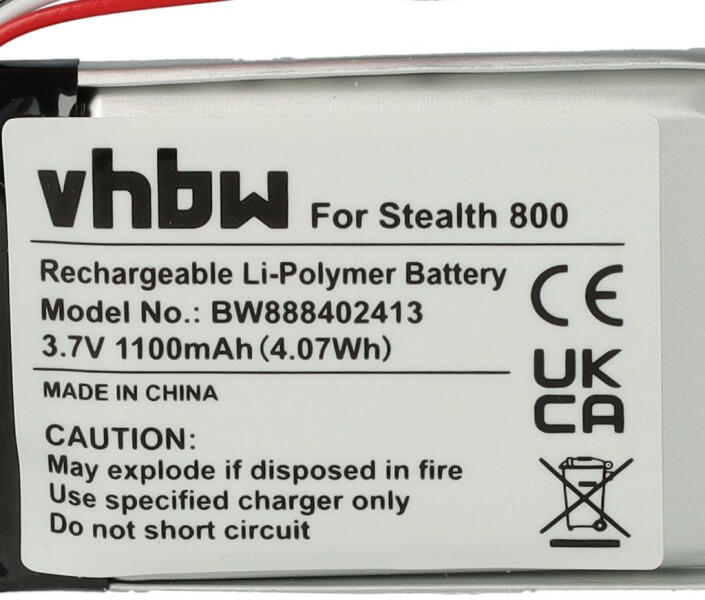 vhbw For Stealth 800
Rechargeable Li-Polymer Battery
Model No.: BW888402413
3.7V 1100mAh (4.07Wh)
CE
UK
CA
MADE IN CHINA
CAUTION:
May explode if disposed in fire
Use specified charger only
Do not short circuit